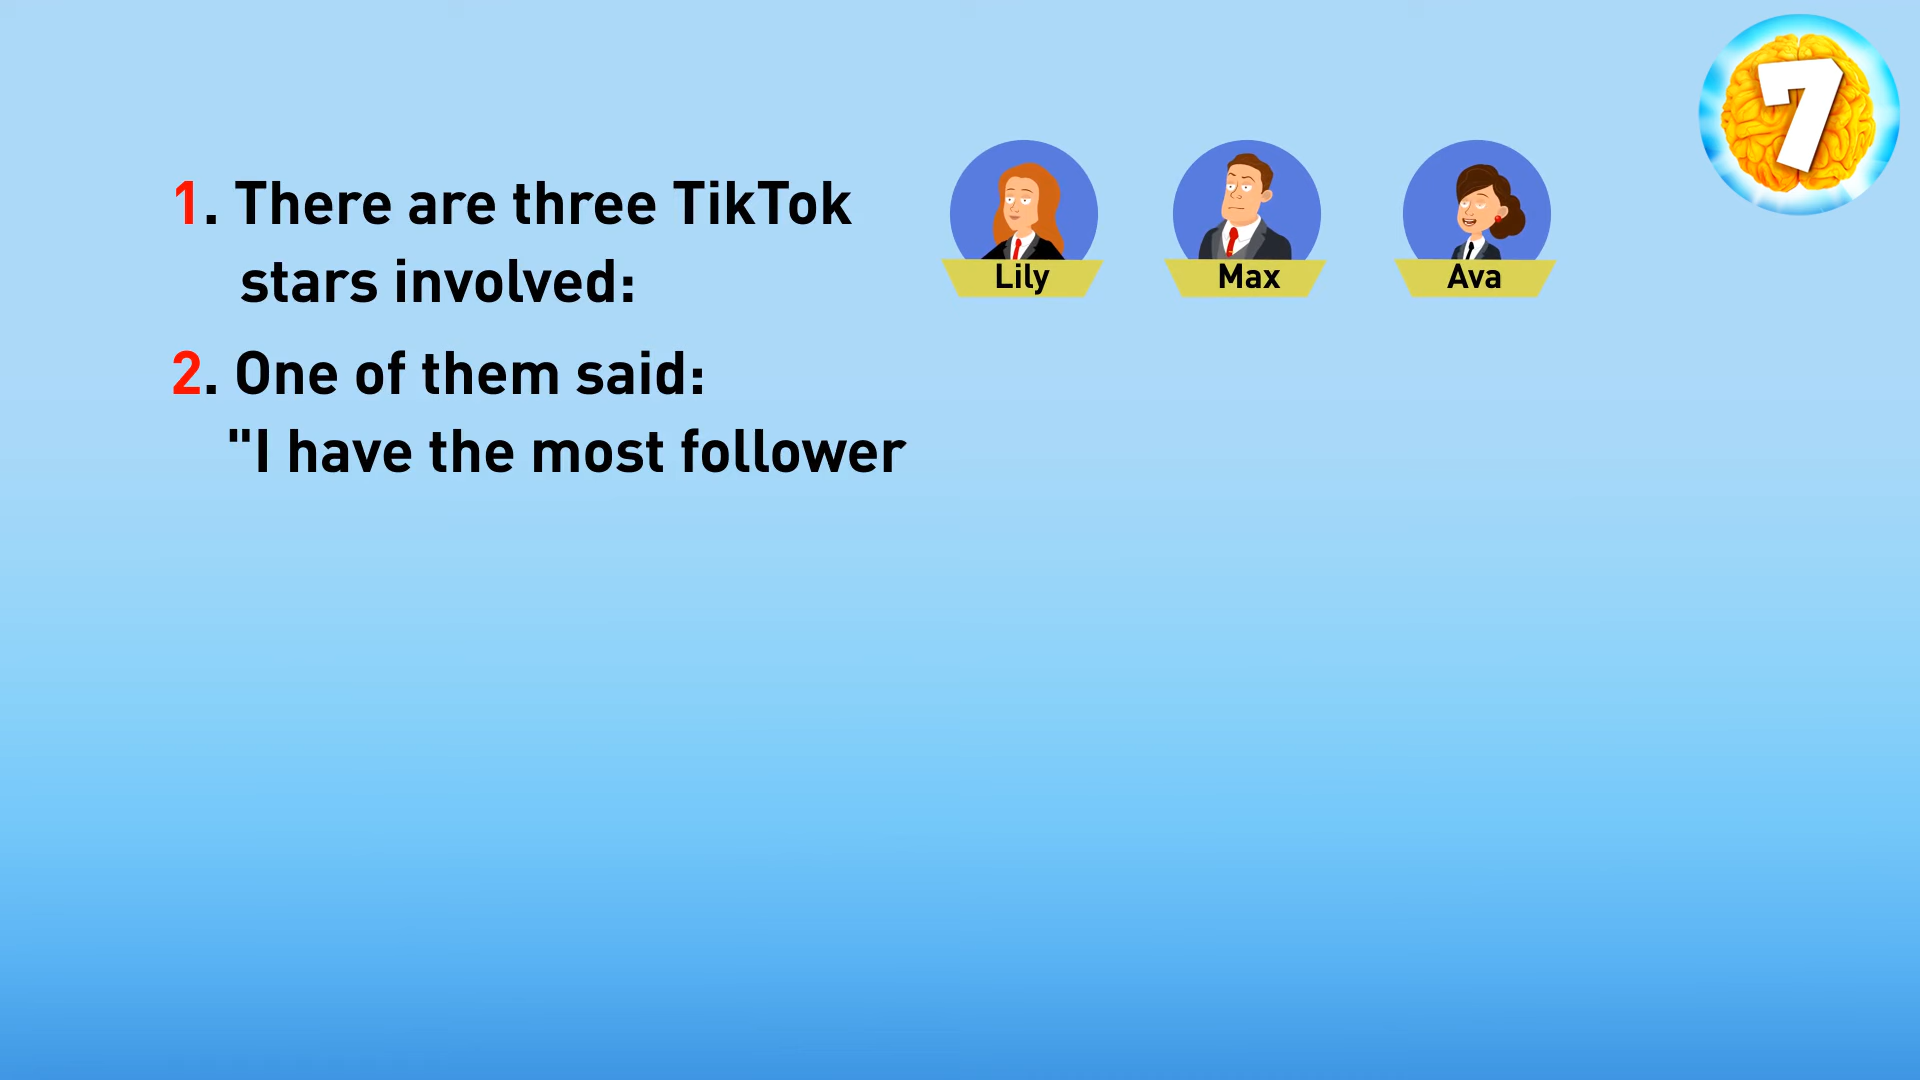 7
1. There are three TikTok
stars involved:
Lily
Max
Ava
2. One of them said:
"I have the most follower